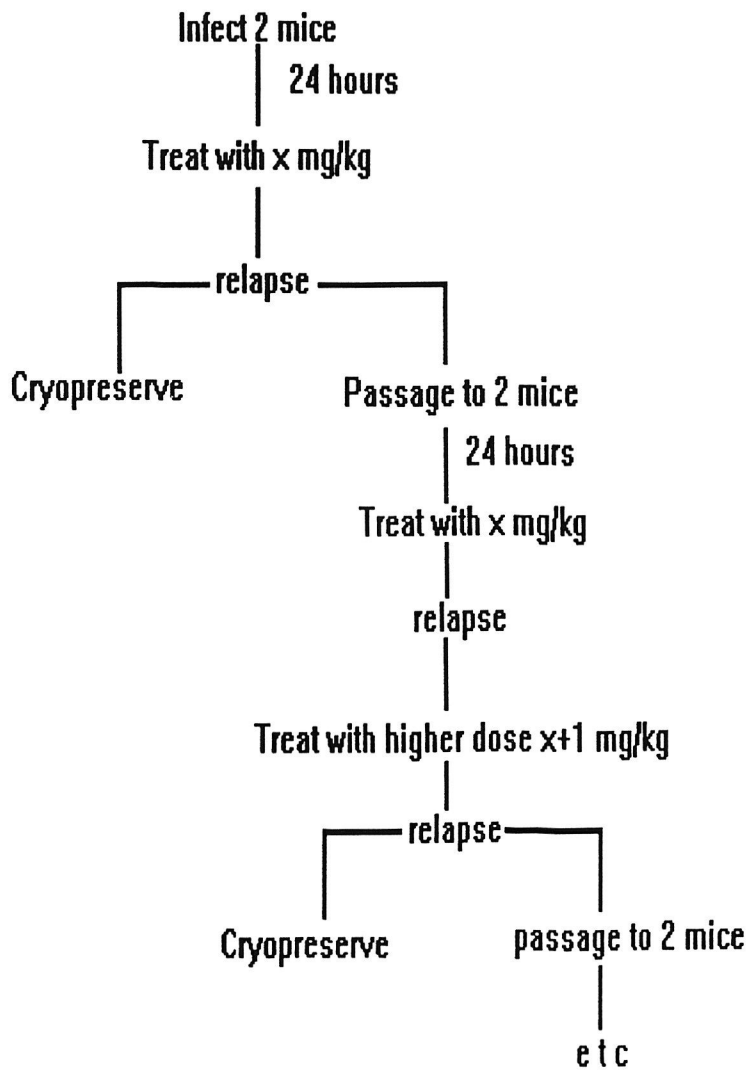 Infect 2 mice
24 hours
Treat with x mg/kg
relapse
Cryopreserve
Passage to 2 mice
24 hours
Treat with x mg/kg
relapse
Treat with higher dose x+1 mg/kg
relapse
Cryopreserve
passage to 2 mice
e t c